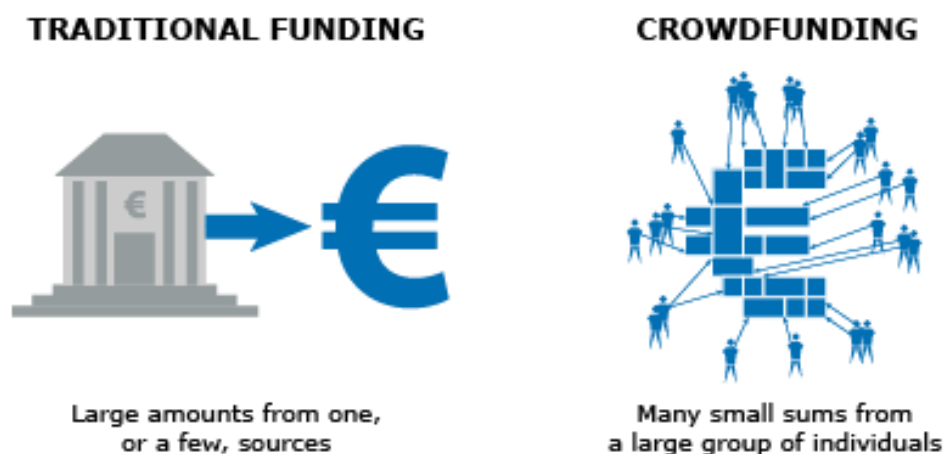 TRADITIONAL FUNDING
€
€
Large amounts from one,
or a few, sources
CROWDFUNDING
Many small sums from
a large group of individuals